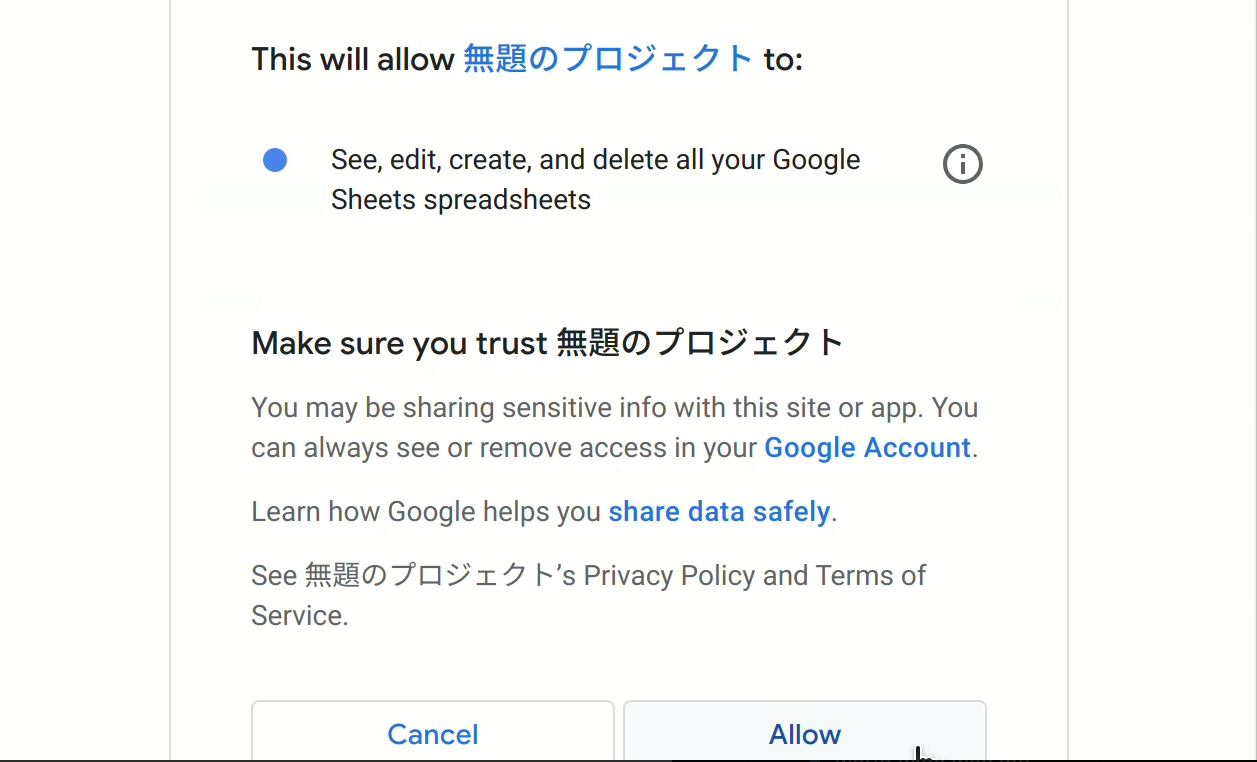 This will allow 無題のプロジェクト to:
See, edit, create, and delete all your Google
Sheets spreadsheets
Make sure you trust 無題のプロジェクト
You may be sharing sensitive info with this site or app. You
can always see or remove access in your Google Account.
Learn how Google helps you share data safely.
See 無題のプロジェクト’s Privacy Policy and Terms of
Service.
Cancel
Allow